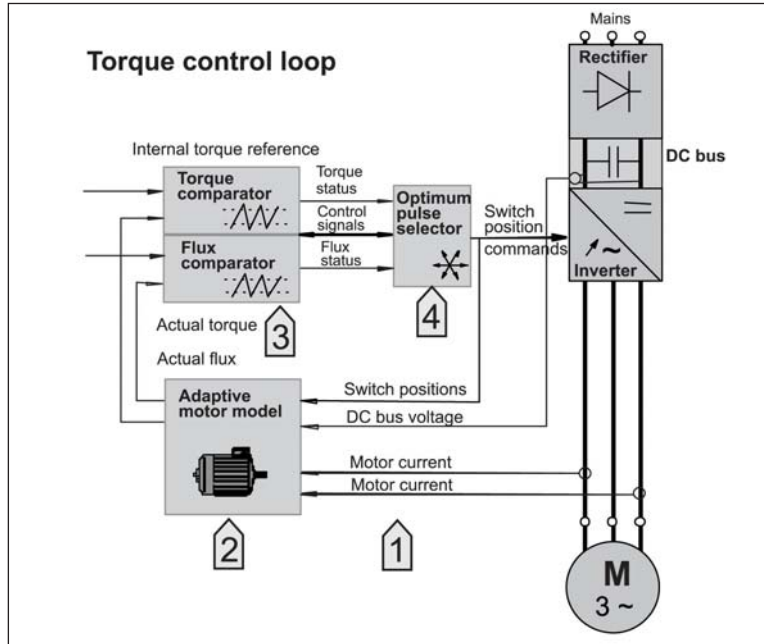 Mains
Torque control loop
Rectifier
Internal torque reference
DC bus
Torque
comparator
Torque
status
Optimum
pulse
selector
Control
signals
Switch
position
commands
Flux
comparator
Flux
status
~
Inverter
3
4
Actual torque
Actual flux
Adaptive
motor model
Switch positions
DC bus voltage
Motor current
Motor current
2
1
M
3 ~